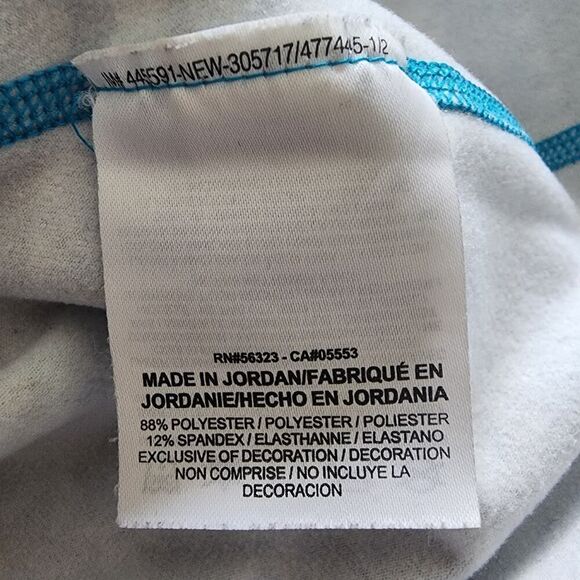 449591-NEW-305717/477445-1/2
RN#56323 - CA#05553
MADE IN JORDAN/FABRIQUÉ EN
JORDANIE/HECHO EN JORDANIA
88% POLYESTER / POLYESTER / POLIESTER
12% SPANDEX / ELASTHANNE / ELASTANO
EXCLUSIVE OF DECORATION / DECORATION
NON COMPRISE / NO INCLUYE LA
DECORACION